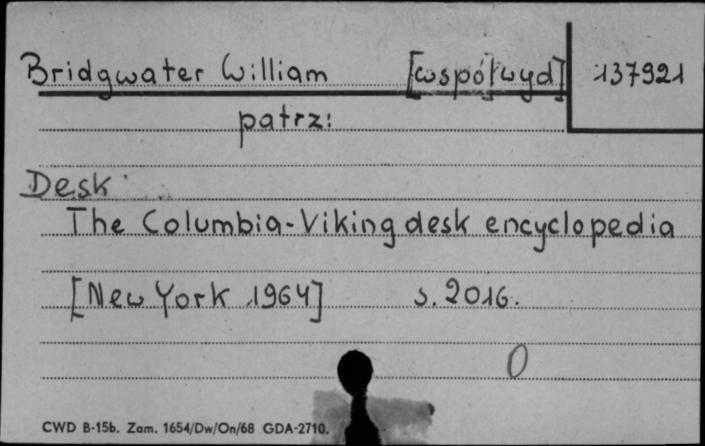 Bridgwater William [współwyd] 137921
patrz:
Desk
The Columbia-Viking desk encyclopedia
[New York 1964] s. 2016.
0
CWD B-15b. Zam. 1654/Dw/On/68 GDA-2710.